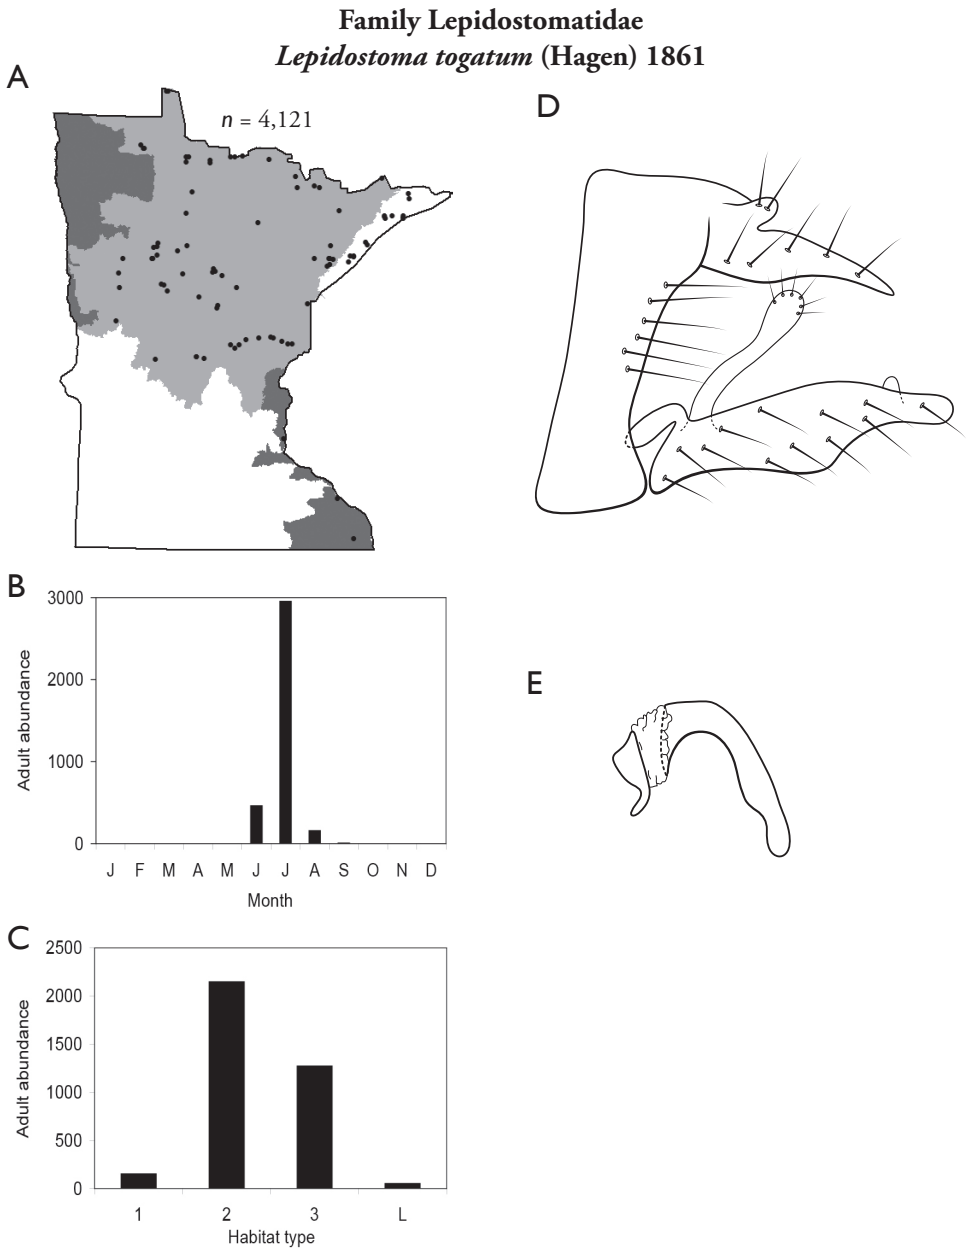 Family Lepidostomatidae
Lepidostoma togatum (Hagen) 1861
A
n = 4,121
D
B
3000
2000
1000
0
Adult abundance
J F M A M J J A S O N D
Month
E
C
2500
2000
1500
1000
500
0
Adult abundance
1 2 3 L
Habitat type